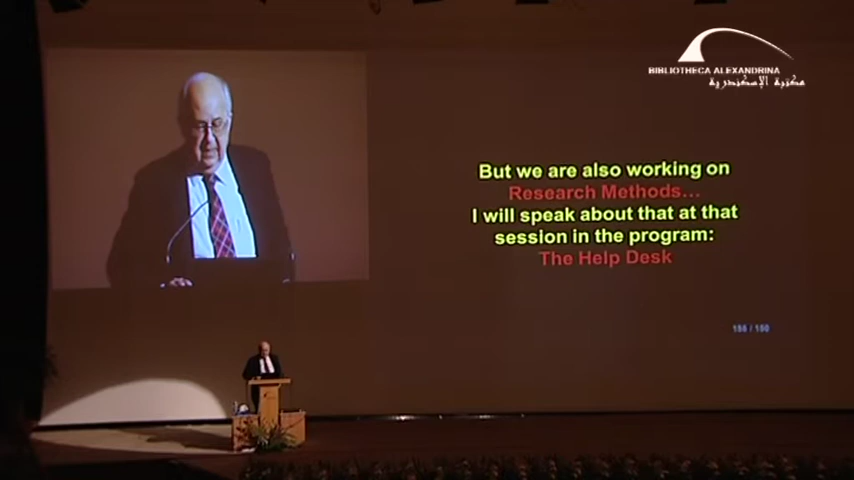 BIBLIOTHECA ALEXANDRINA
مكتبة الإسكندرية
But we are also working on
Research Methods...
I will speak about that at that
session in the program:
The Help Desk